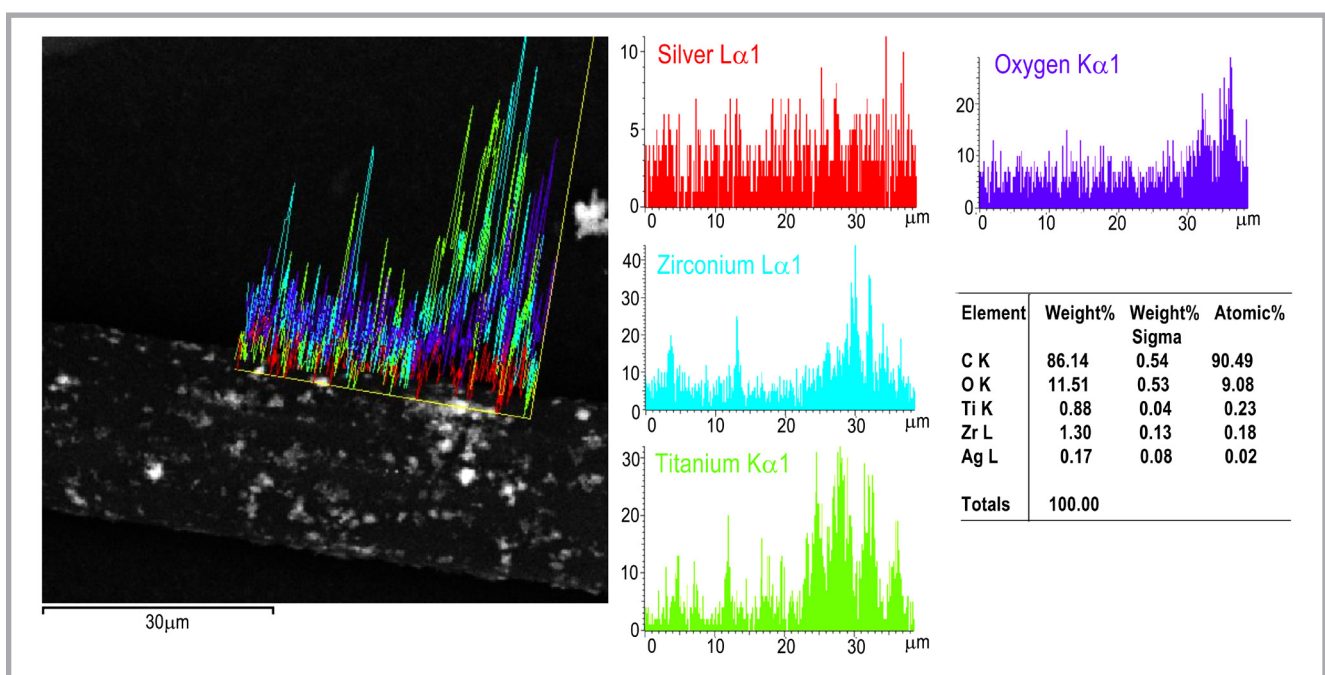 30μm
Silver Lα1
10
5
0
0 10 20 30 μm
Zirconium Lα1
40
30
20
10
0
0 10 20 30 μm
Titanium Kα1
30
20
10
0
0 10 20 30 μm
Oxygen Kα1
20
10
0
0 10 20 30 μm
Element Weight% Weight% Atomic%
Sigma
C K 86.14 0.54 90.49
O K 11.51 0.53 9.08
Ti K 0.88 0.04 0.23
Zr L 1.30 0.13 0.18
Ag L 0.17 0.08 0.02
Totals 100.00